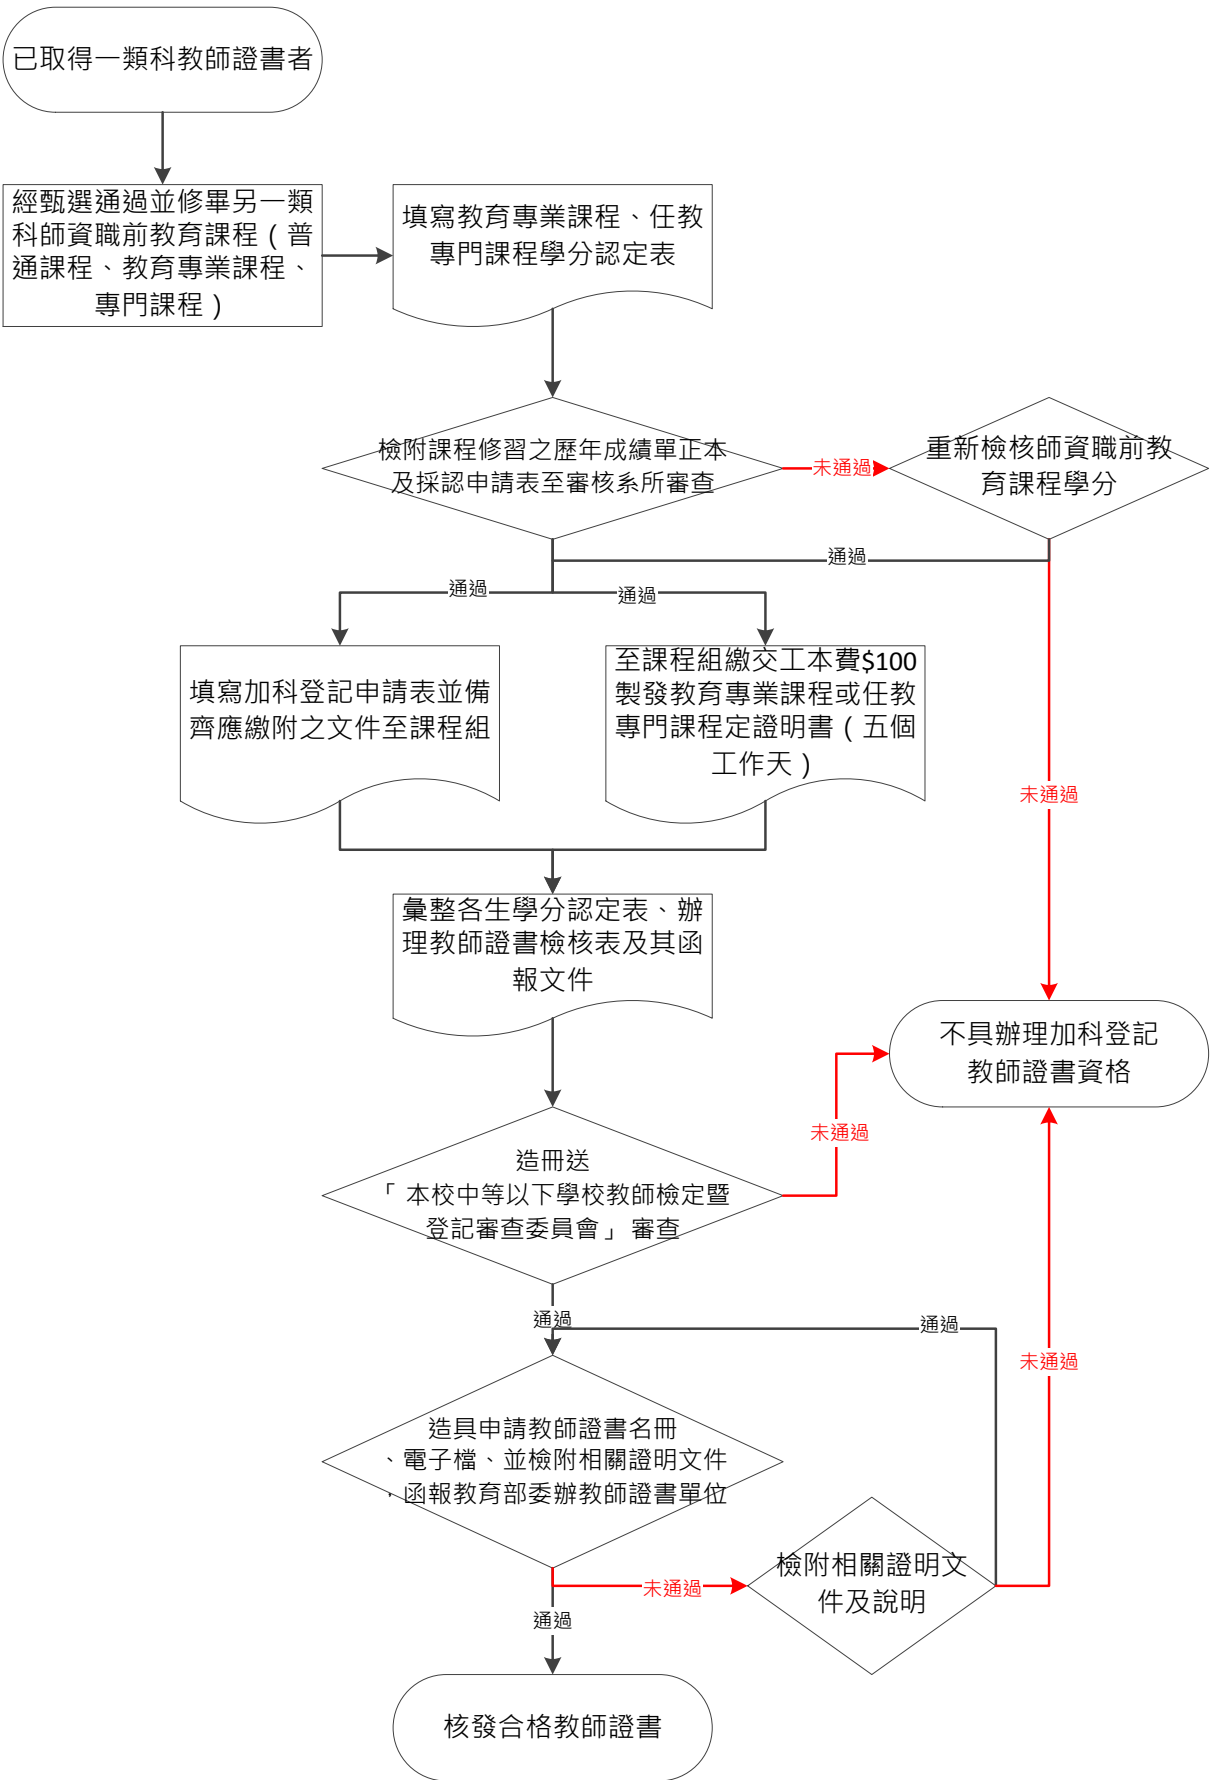 已取得一類科教師證書者
經甄選通過並修畢另一類
科師資職前教育課程（普
通課程、教育專業課程、
專門課程）
填寫教育專業課程、任教
專門課程學分認定表
檢附課程修習之歷年成績單正本
及採認申請表至審核系所審查
未通過
重新檢核師資職前教
育課程學分
通過
通過
通過
填寫加科登記申請表並備
齊應繳附之文件至課程組
至課程組繳交工本費$100
製發教育專業課程或任教
專門課程定證明書（五個
工作天）
未通過
彙整各生學分認定表、辦
理教師證書檢核表及其函
報文件
不具辦理加科登記
教師證書資格
未通過
造冊送
「 本校中等以下學校教師檢定暨
登記審查委員會」 審查
通過
通過
未通過
造具申請教師證書名冊
、電子檔、並檢附相關證明文件
，函報教育部委辦教師證書單位
檢附相關證明文
件及說明
未通過
通過
核發合格教師證書